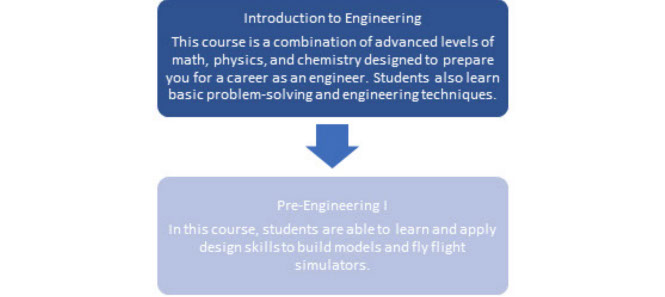 Introduction to Engineering
This course is a combination of advanced levels of
math, physics, and chemistry designed to prepare
you for a career as an engineer. Students also learn
basic problem-solving and engineering techniques.
Pre-Engineering I
In this course, students are able to learn and apply
design skills to build models and fly flight
simulators.